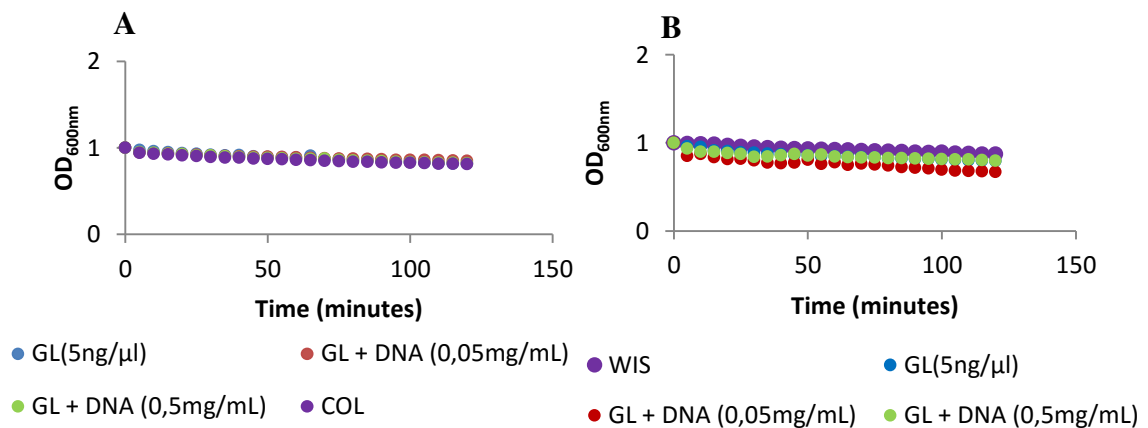 A
2
1
0
OD600nm
0 50 100 150
Time (minutes)
GL(5ng/µl) GL + DNA (0,05mg/mL)
GL + DNA (0,5mg/mL) COL
B
2
1
0
OD600nm
0 50 100 150
Time (minutes)
WIS GL(5ng/µl)
GL + DNA (0,05mg/mL) GL + DNA (0,5mg/mL)